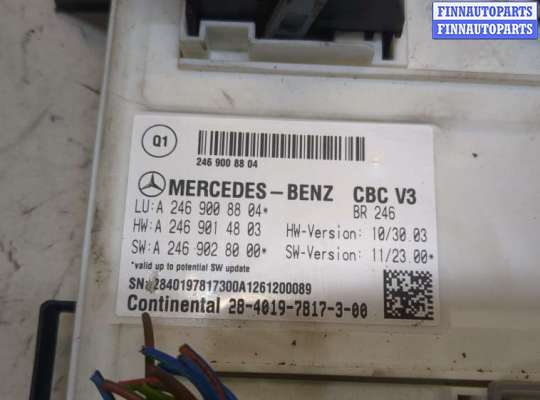 FINNAUTOPARTS
FINNAUTOPARTS
Q1
246 900 88 04
MERCEDES-BENZ CBC V3
LU:A 246 900 88 04* BR 246
HW:A 246 901 48 03 HW-Version: 10/30.03
SW:A 246 902 80 00* SW-Version: 11/23.00*
*valid up to potential SW update
SN:2840197817300A1261200089
Continental 28-4019-7817-3-00